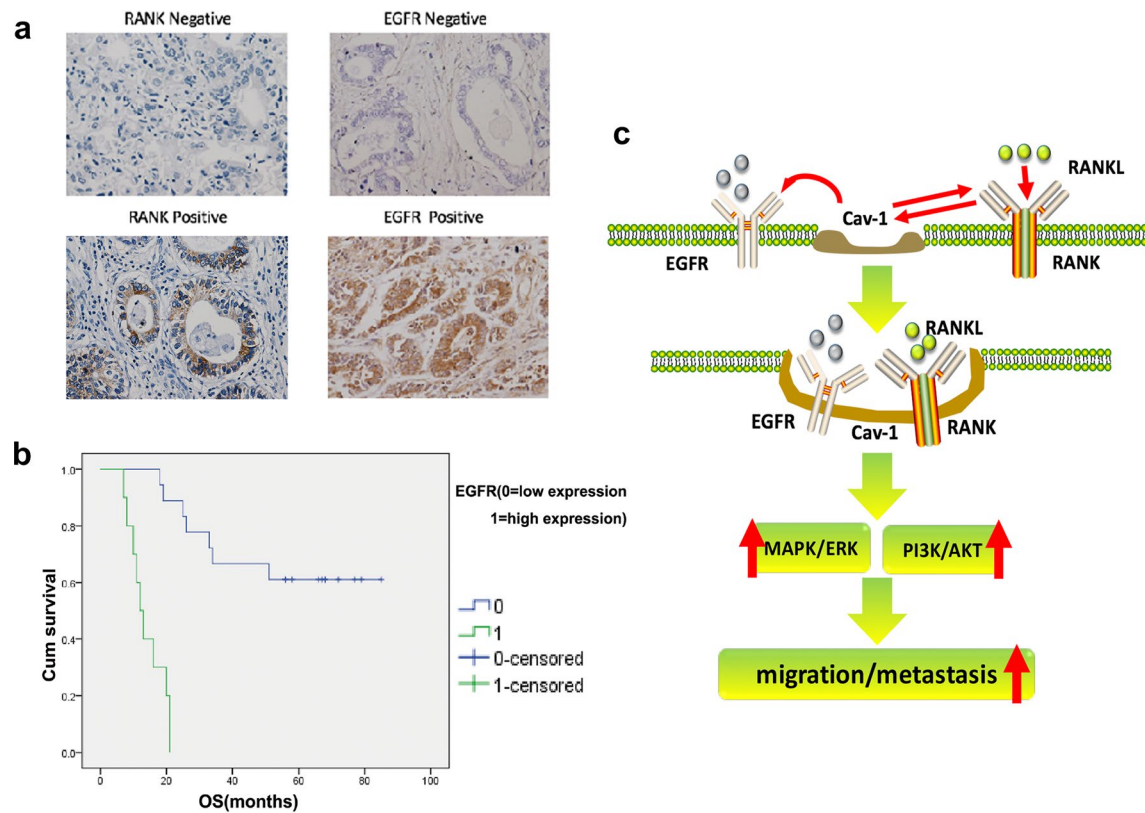 a
RANK Negative
EGFR Negative
RANK Positive
EGFR Positive
b
1.0
0.8
0.6
0.4
0.2
0.0
Cum survival
0
20
40
60
80
100
OS(months)
EGFR(0=low expression
1=high expression)
0
1
0-censored
1-censored
c
RANKL
Cav-1
EGFR
RANK
RANKL
EGFR
Cav-1
RANK
MAPK/ERK
PI3K/AKT
migration/metastasis